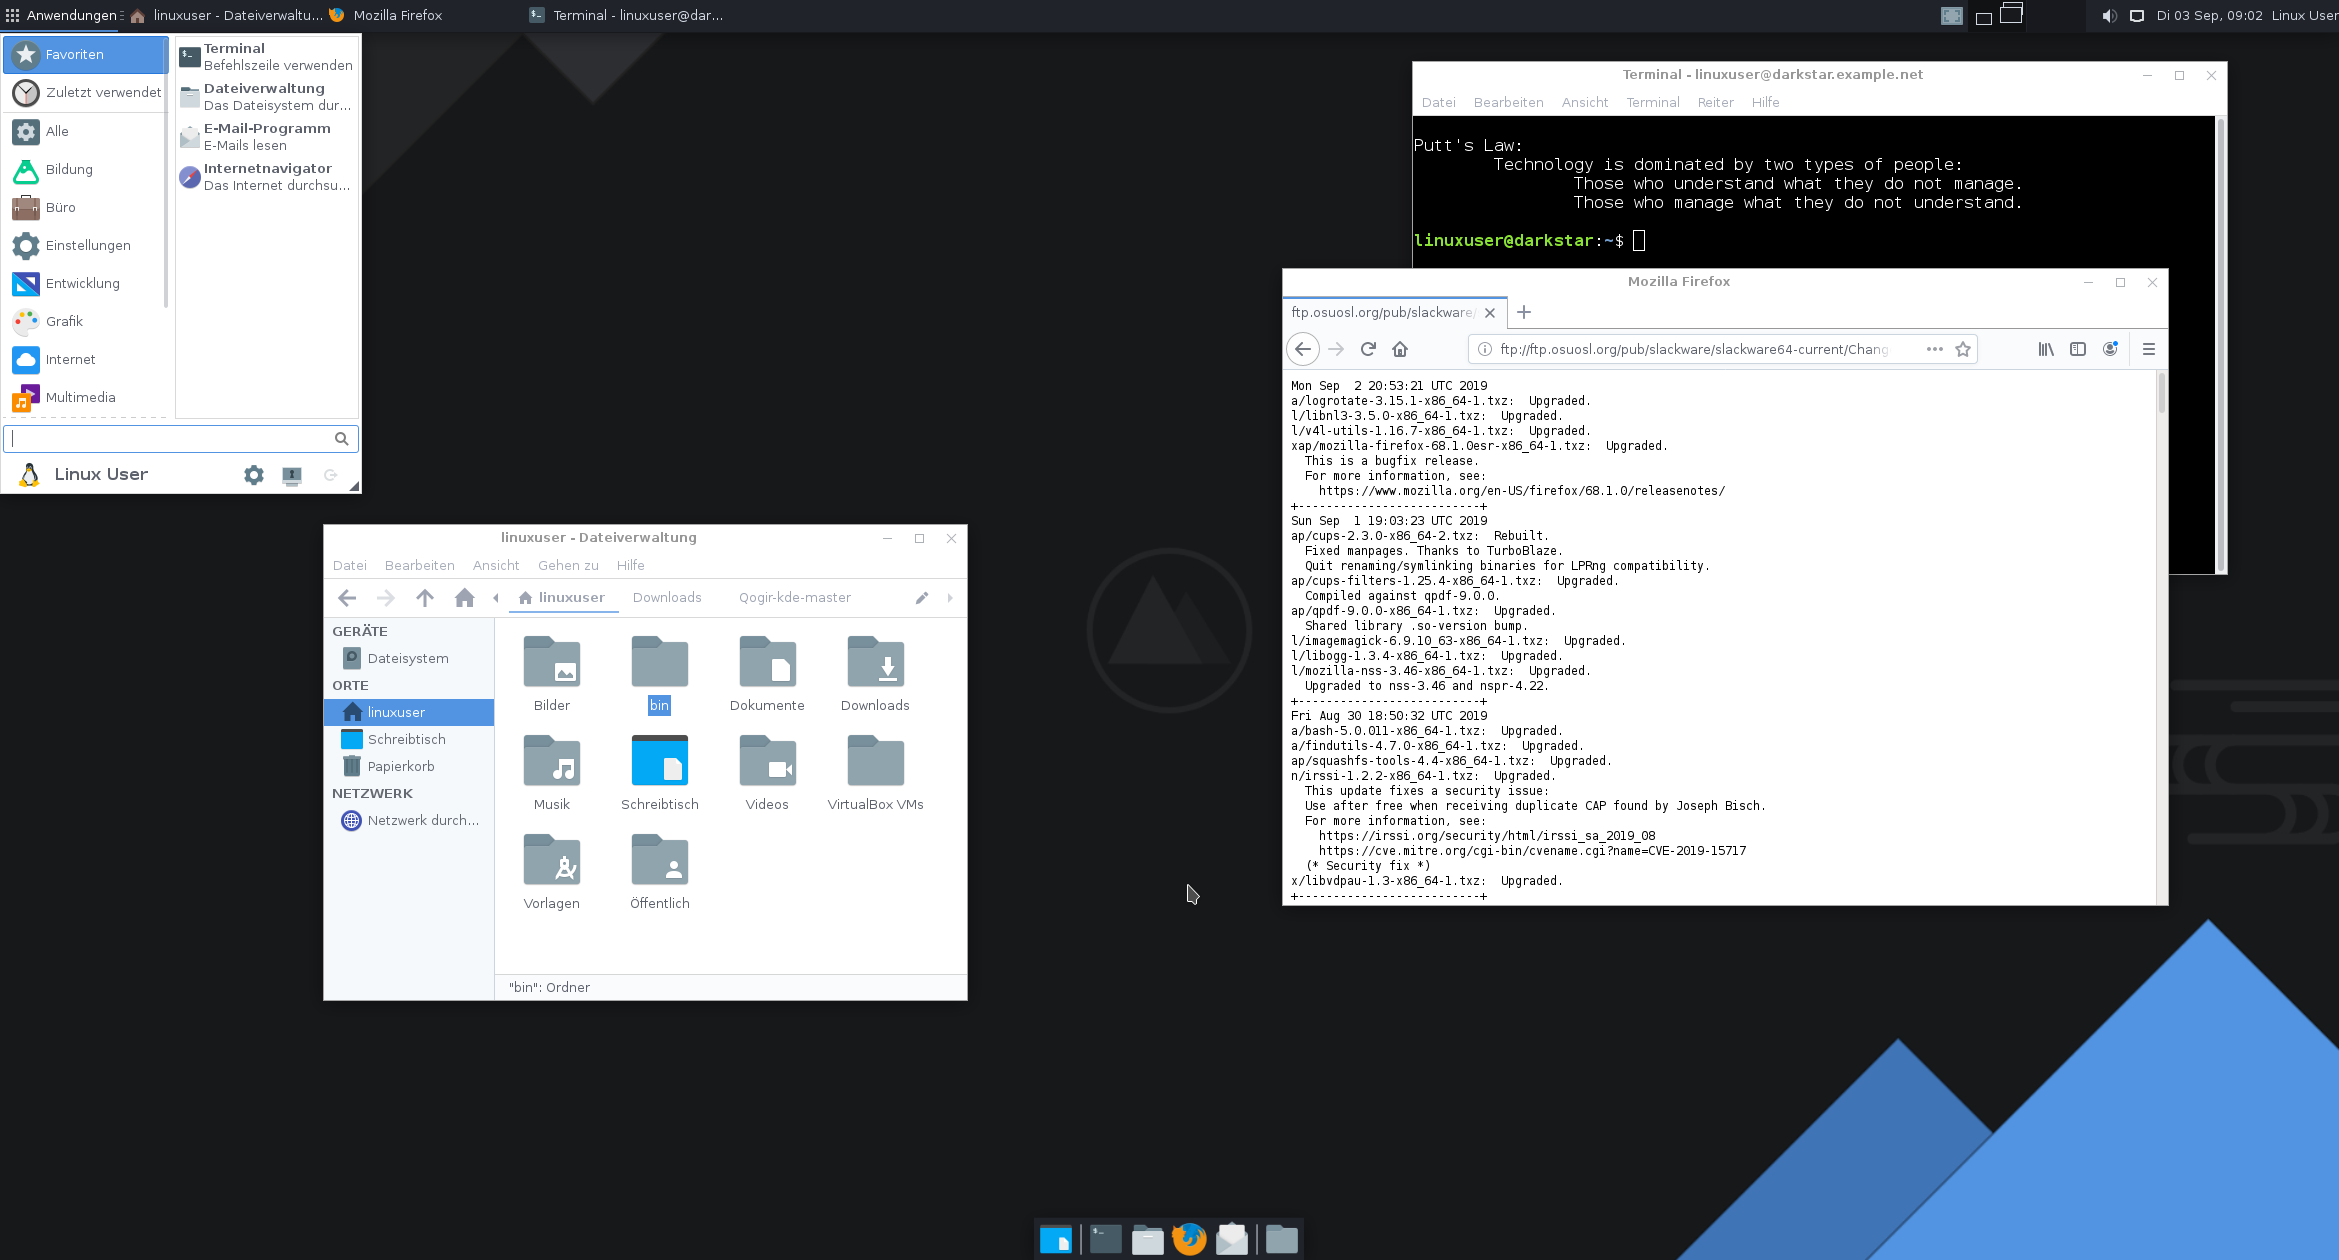 Anwendungen
linuxuser - Dateiverwaltu...
Mozilla Firefox
Terminal - linuxuser@dar...
Di 03 Sep, 09:02
Linux User
Favoriten
Zuletzt verwendet
Alle
Bildung
Büro
Einstellungen
Entwicklung
Grafik
Internet
Multimedia
Terminal
Befehlszeile verwenden
Dateiverwaltung
Das Dateisystem dur...
E-Mail-Programm
E-Mails lesen
Internetnavigator
Das Internet durchsu...
Linux User
Terminal - linuxuser@darkstar.example.net
Datei Bearbeiten Ansicht Terminal Reiter Hilfe
Putt's Law:
Technology is dominated by two types of people:
Those who understand what they do not manage.
Those who manage what they do not understand.
linuxuser@darkstar:~$
Mozilla Firefox
ftp.osuosl.org/pub/slackware/
ftp://ftp.osuosl.org/pub/slackware/slackware64-current/Chang
Mon Sep  2 20:53:21 UTC 2019
a/logrotate-3.15.1-x86_64-1.txz:  Upgraded.
l/libnl3-3.5.0-x86_64-1.txz:  Upgraded.
l/v4l-utils-1.16.7-x86_64-1.txz:  Upgraded.
xap/mozilla-firefox-68.1.0esr-x86_64-1.txz:  Upgraded.
This is a bugfix release.
For more information, see:
https://www.mozilla.org/en-US/firefox/68.1.0/releasenotes/
+--------------------------+
Sun Sep  1 19:03:23 UTC 2019
ap/cups-2.3.0-x86_64-2.txz:  Rebuilt.
Fixed manpages. Thanks to TurboBlaze.
Quit renaming/symlinking binaries for LPRng compatibility.
ap/cups-filters-1.25.4-x86_64-1.txz:  Upgraded.
Compiled against qpdf-9.0.0.
ap/qpdf-9.0.0-x86_64-1.txz:  Upgraded.
Shared library .so-version bump.
l/imagemagick-6.9.10_63-x86_64-1.txz:  Upgraded.
l/libogg-1.3.4-x86_64-1.txz:  Upgraded.
l/mozilla-nss-3.46-x86_64-1.txz:  Upgraded.
Upgraded to nss-3.46 and nspr-4.22.
+--------------------------+
Fri Aug 30 18:50:32 UTC 2019
a/bash-5.0.011-x86_64-1.txz:  Upgraded.
a/findutils-4.7.0-x86_64-1.txz:  Upgraded.
ap/squashfs-tools-4.4-x86_64-1.txz:  Upgraded.
n/irssi-1.2.2-x86_64-1.txz:  Upgraded.
This update fixes a security issue:
Use after free when receiving duplicate CAP found by Joseph Bisch.
For more information, see:
https://irssi.org/security/html/irssi_sa_2019_08
https://cve.mitre.org/cgi-bin/cvename.cgi?name=CVE-2019-15717
(* Security fix *)
x/libvdpau-1.3-x86_64-1.txz:  Upgraded.
+--------------------------+
linuxuser - Dateiverwaltung
Datei Bearbeiten Ansicht Gehen zu Hilfe
linuxuser Downloads Qogir-kde-master
GERÄTE
Dateisystem
ORTE
linuxuser
Schreibtisch
Papierkorb
NETZWERK
Netzwerk durch...
Bilder bin Dokumente Downloads
Musik Schreibtisch Videos VirtualBox VMs
Vorlagen Öffentlich
"bin": Ordner